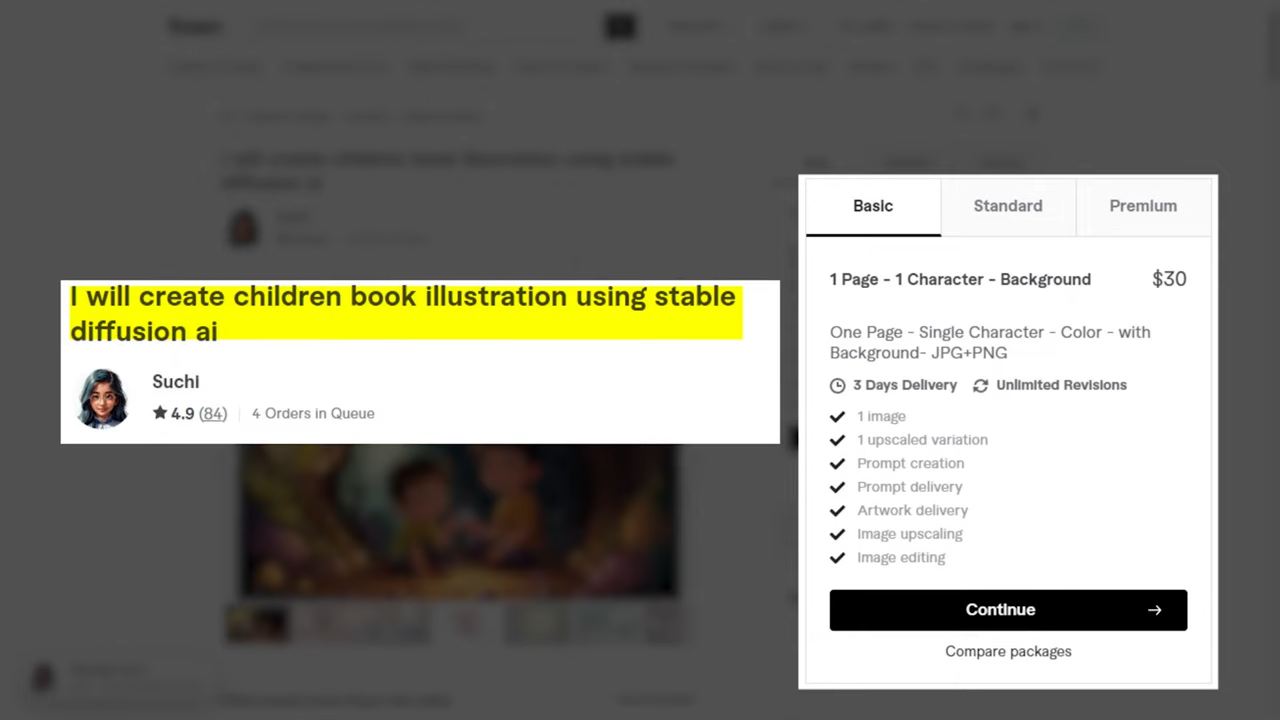 I will create children book illustration using stable
diffusion ai
Suchi
4.9 (84) 4 Orders in Queue
Basic Standard Premium
1 Page - 1 Character - Background $30
One Page - Single Character - Color - with
Background- JPG+PNG
3 Days Delivery Unlimited Revisions
1 image
1 upscaled variation
Prompt creation
Prompt delivery
Artwork delivery
Image upscaling
Image editing
Continue
Compare packages